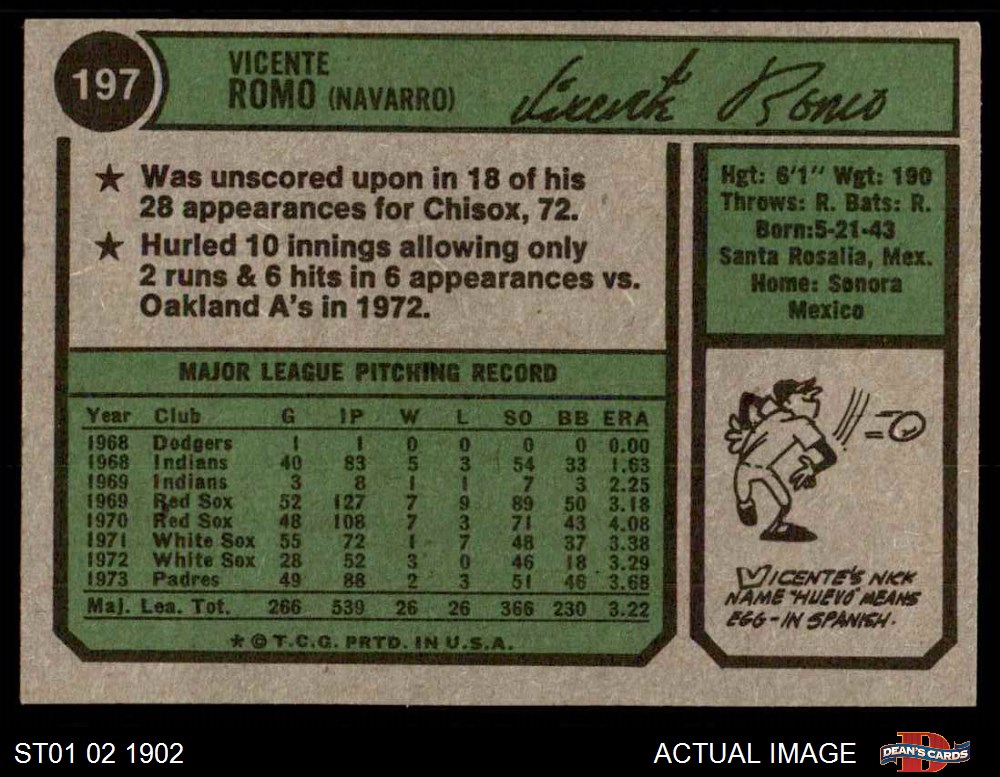 197
VICENTE
ROMO (NAVARRO)
Vicente Romo
★ Was unscored upon in 18 of his
28 appearances for Chisox, 72.
★ Hurled 10 innings allowing only
2 runs & 6 hits in 6 appearances vs.
Oakland A's in 1972.
Hgt: 6'1" Wgt: 190
Throws: R. Bats: R.
Born:5-21-43
Santa Rosalia, Mex.
Home: Sonora
Mexico
MAJOR LEAGUE PITCHING RECORD
Year Club G IP W L SO BB ERA
1968 Dodgers 1 1 0 0 0 0 0.00
1968 Indians 40 83 5 3 54 33 1.63
1969 Indians 3 8 1 1 7 3 2.25
1969 Red Sox 52 127 7 9 89 50 3.18
1970 Red Sox 48 108 7 3 71 43 4.08
1971 White Sox 55 72 1 7 48 37 3.38
1972 White Sox 28 52 3 0 46 18 3.29
1973 Padres 49 88 2 3 51 46 3.68
Maj. Lea. Tot. 266 539 26 26 366 230 3.22
★ © T.C.G. PRTD. IN U.S.A.
VICENTE'S NICK
NAME "HUEVO" MEANS
EGG-IN SPANISH.
ST01 02 1902
ACTUAL IMAGE
DEAN'S CARDS